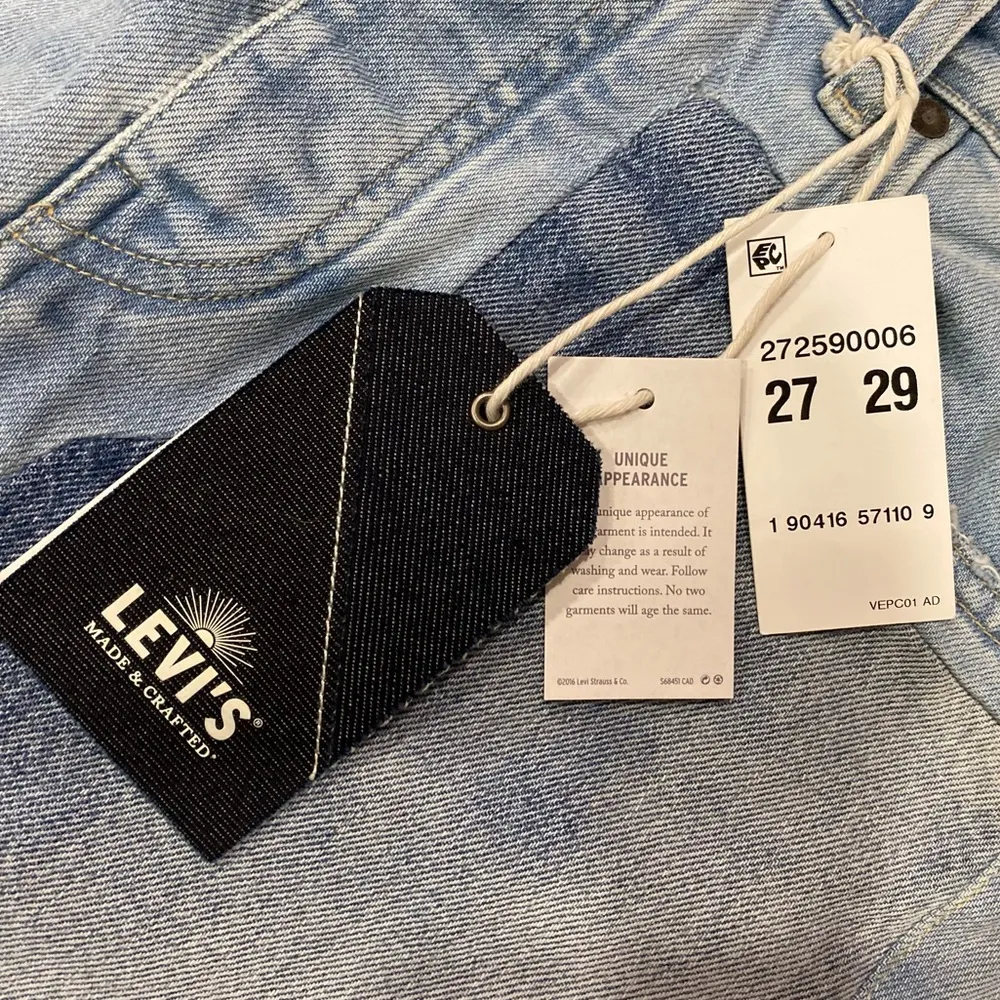 LEVI'S®
MADE & CRAFTED®
UNIQUE
APPEARANCE
unique appearance of
garment is intended. It
may change as a result of
washing and wear. Follow
care instructions. No two
garments will age the same.
©2016 Levi Strauss & Co. 568451 CAD
EPC™
272590006
27 29
1 90416 57110 9
VEPC01 AD